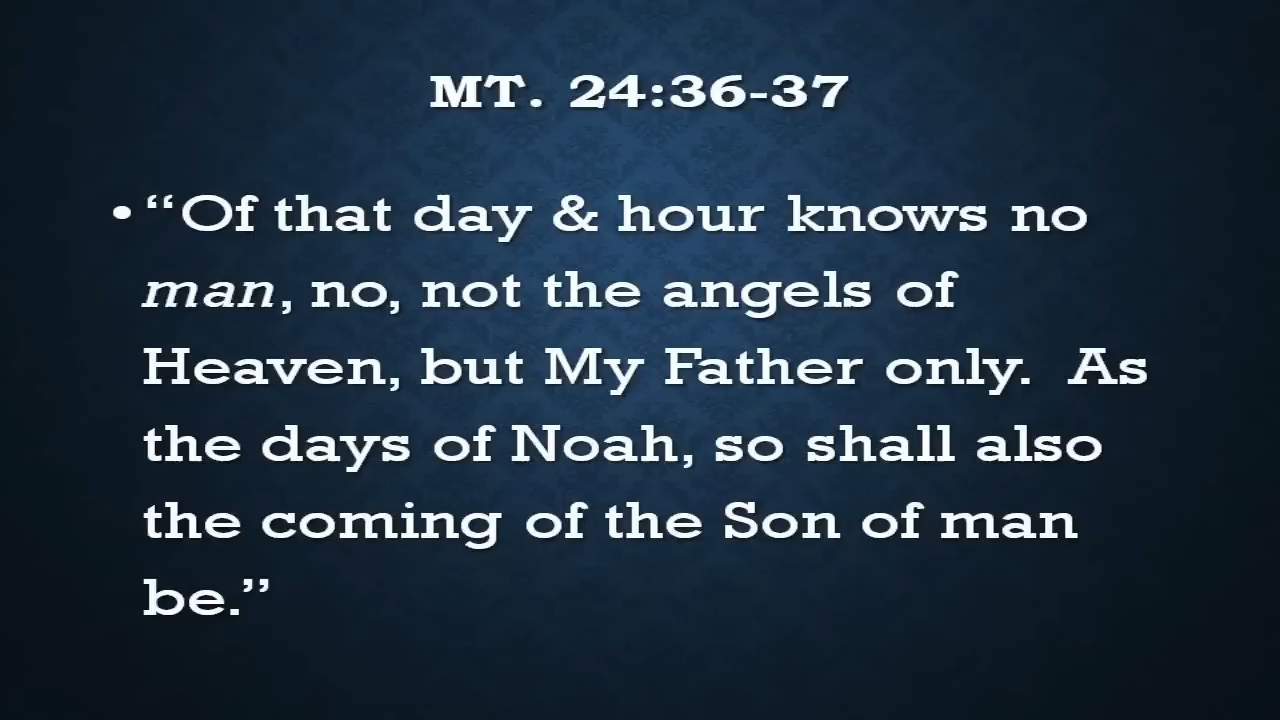 MT. 24:36-37
• “Of that day & hour knows no
man, no, not the angels of
Heaven, but My Father only.  As
the days of Noah, so shall also
the coming of the Son of man
be.”